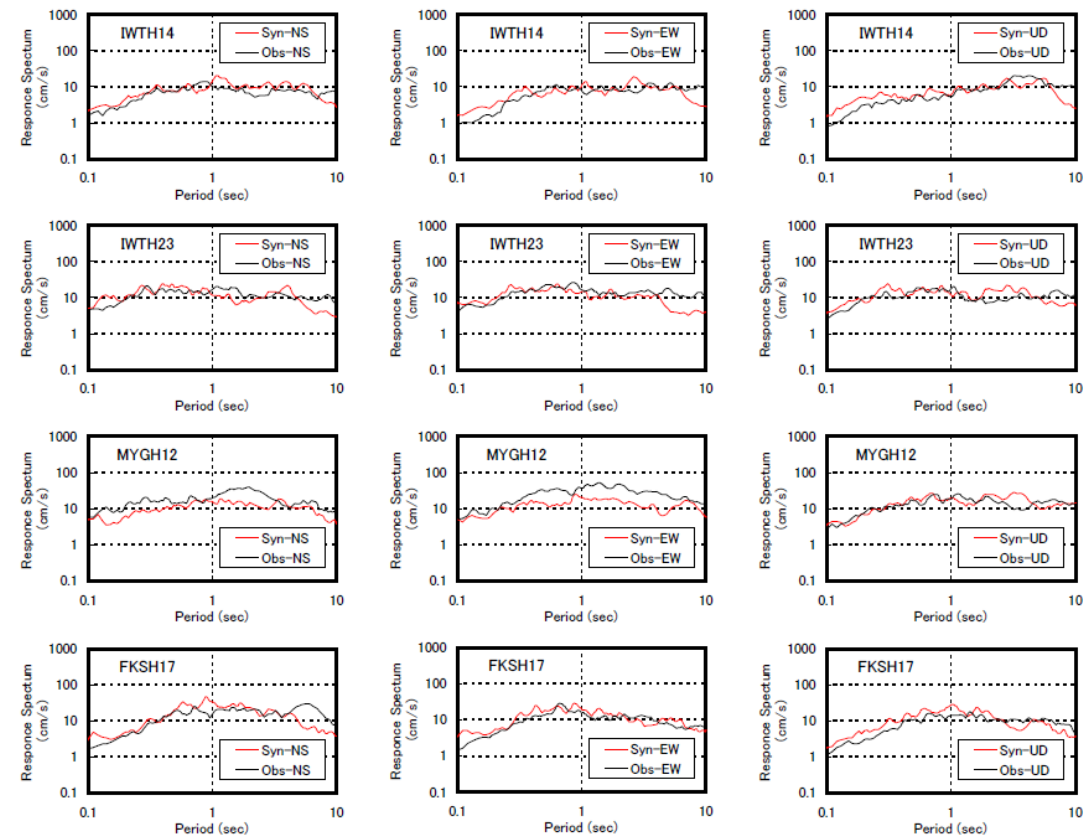 Responce Spectum
(cm/s)
1000
100
10
1
0.1
IWTH14
Syn-NS
Obs-NS
0.1
1
10
Period (sec)
Responce Spectum
(cm/s)
1000
100
10
1
0.1
IWTH14
Syn-EW
Obs-EW
0.1
1
10
Period (sec)
Responce Spectum
(cm/s)
1000
100
10
1
0.1
IWTH14
Syn-UD
Obs-UD
0.1
1
10
Period (sec)
Responce Spectum
(cm/s)
1000
100
10
1
0.1
IWTH23
Syn-NS
Obs-NS
0.1
1
10
Period (sec)
Responce Spectum
(cm/s)
1000
100
10
1
0.1
IWTH23
Syn-EW
Obs-EW
0.1
1
10
Period (sec)
Responce Spectum
(cm/s)
1000
100
10
1
0.1
IWTH23
Syn-UD
Obs-UD
0.1
1
10
Period (sec)
Responce Spectum
(cm/s)
1000
100
10
1
0.1
MYGH12
Syn-NS
Obs-NS
0.1
1
10
Period (sec)
Responce Spectum
(cm/s)
1000
100
10
1
0.1
MYGH12
Syn-EW
Obs-EW
0.1
1
10
Period (sec)
Responce Spectum
(cm/s)
1000
100
10
1
0.1
MYGH12
Syn-UD
Obs-UD
0.1
1
10
Period (sec)
Responce Spectum
(cm/s)
1000
100
10
1
0.1
FKSH17
Syn-NS
Obs-NS
0.1
1
10
Period (sec)
Responce Spectum
(cm/s)
1000
100
10
1
0.1
FKSH17
Syn-EW
Obs-EW
0.1
1
10
Period (sec)
Responce Spectum
(cm/s)
1000
100
10
1
0.1
FKSH17
Syn-UD
Obs-UD
0.1
1
10
Period (sec)